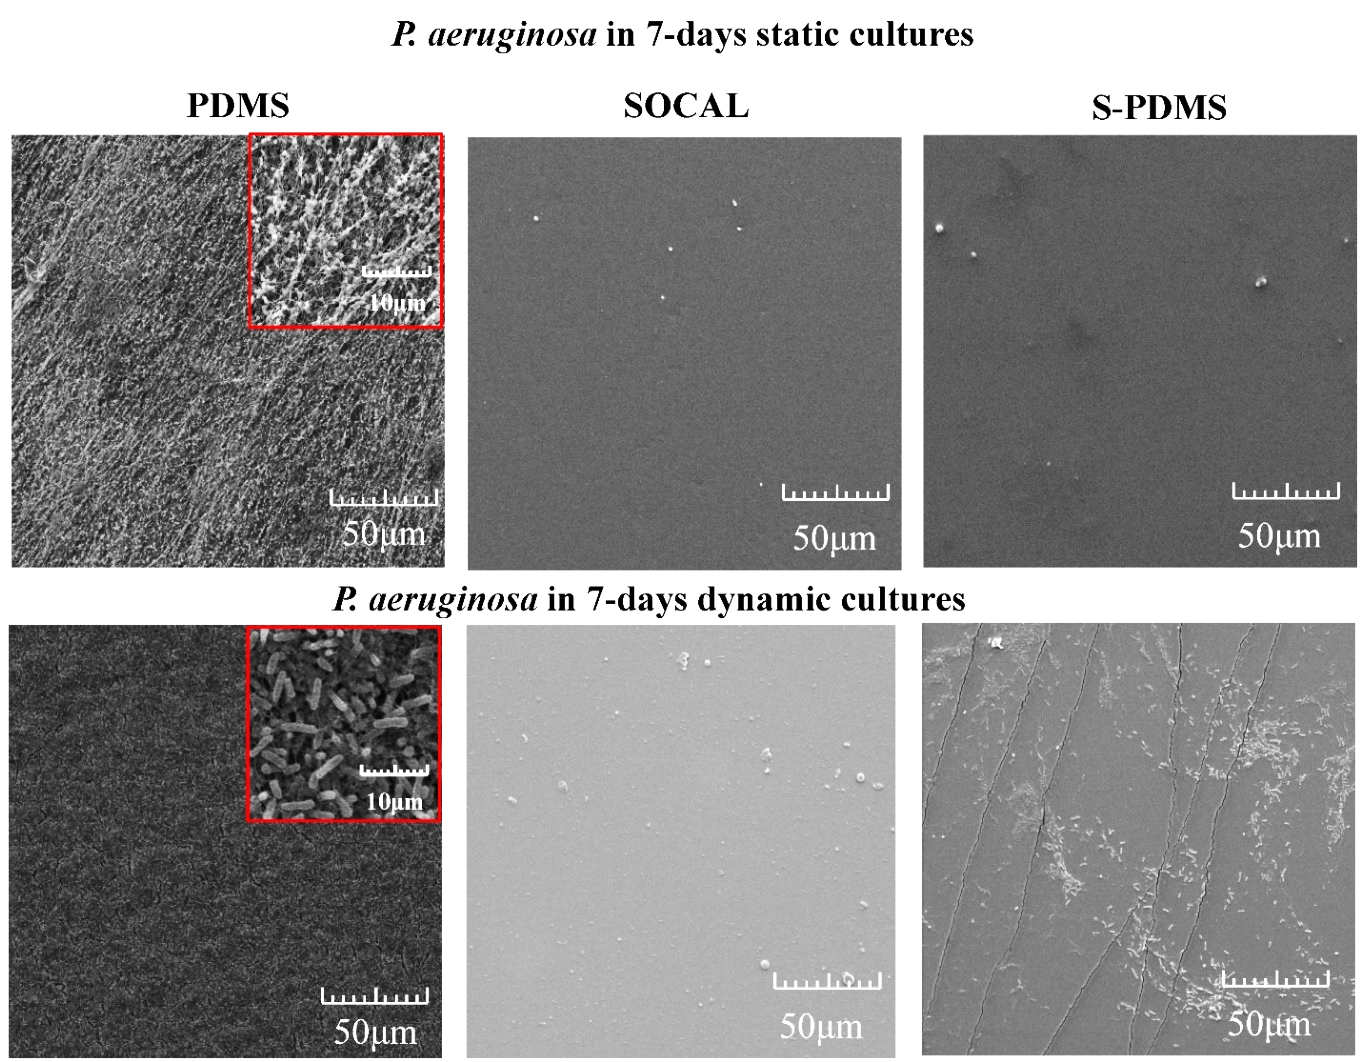 P. aeruginosa in 7-days static cultures
PDMS
SOCAL
S-PDMS
10μm
50μm
50μm
50μm
P. aeruginosa in 7-days dynamic cultures
10μm
50μm
50μm
50μm